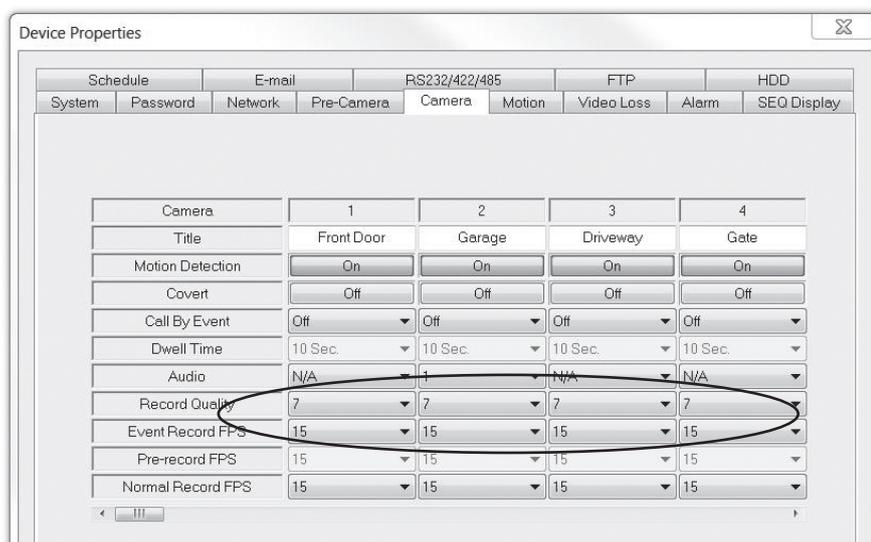 Device Properties
Schedule E-mail RS232/422/485 FTP HDD
System Password Network Pre-Camera Camera Motion Video Loss Alarm SEQ Display
Camera 1 2 3 4
Title Front Door Garage Driveway Gate
Motion Detection On On On On
Covert Off Off Off Off
Call By Event Off Off Off Off
Dwell Time 10 Sec. 10 Sec. 10 Sec. 10 Sec.
Audio N/A 1 N/A N/A
Record Quality 7 7 7 7
Event Record FPS 15 15 15 15
Pre-record FPS 15 15 15 15
Normal Record FPS 15 15 15 15